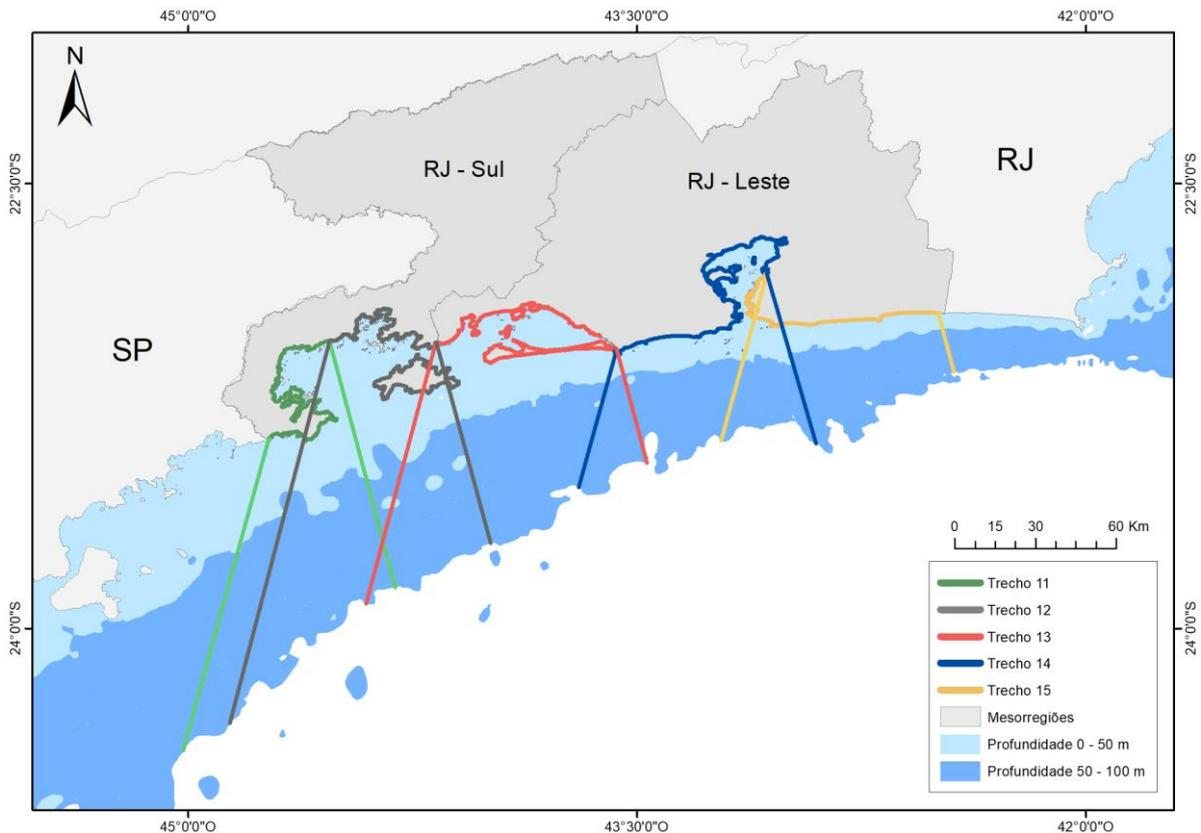 45°0'0"O
43°30'0"O
42°0'0"O
N
22°30'0"S
22°30'0"S
RJ - Sul
RJ - Leste
RJ
SP
24°0'0"S
24°0'0"S
0 15 30 60 Km
Trecho 11
Trecho 12
Trecho 13
Trecho 14
Trecho 15
Mesorregiões
Profundidade 0 - 50 m
Profundidade 50 - 100 m
45°0'0"O
43°30'0"O
42°0'0"O